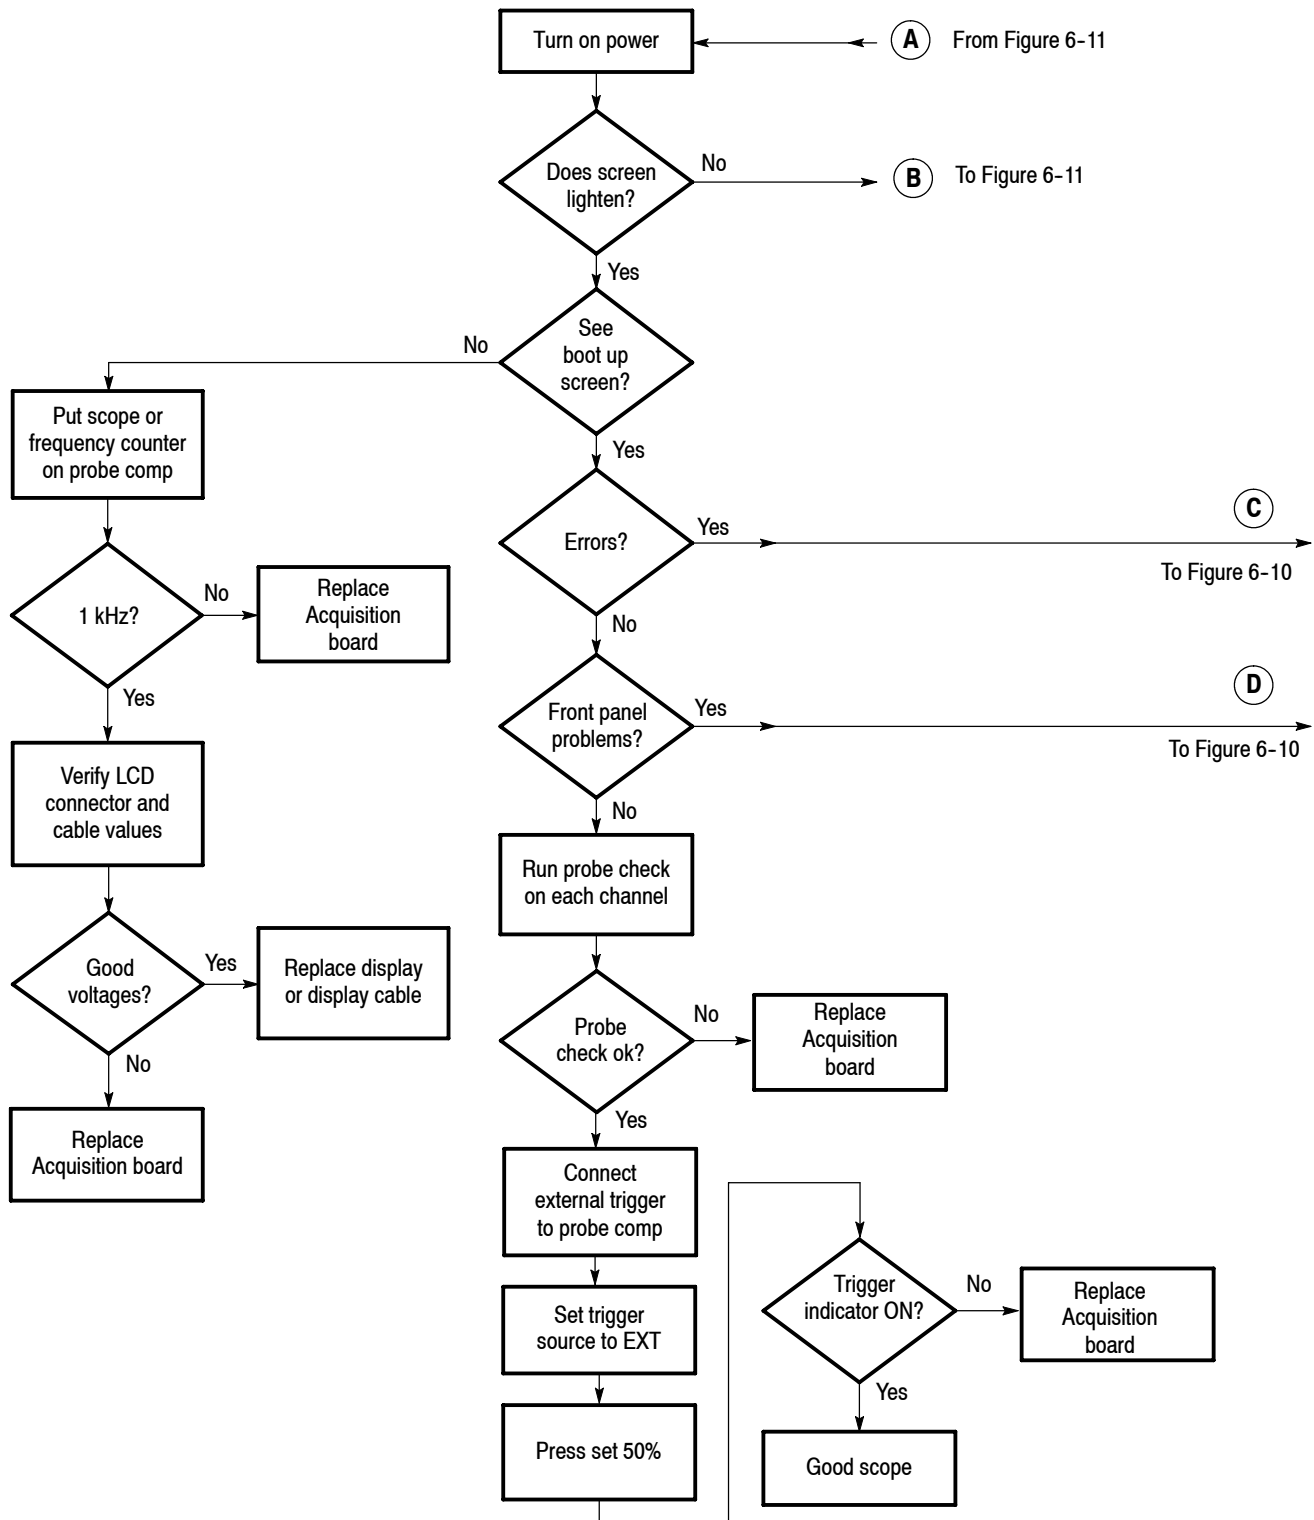 Turn on power
A
From Figure 6-11
Does screen
lighten?
No
B
To Figure 6-11
Yes
See
boot up
screen?
No
Yes
Put scope or
frequency counter
on probe comp
Errors?
Yes
C
To Figure 6-10
No
1 kHz?
No
Replace
Acquisition
board
Yes
Front panel
problems?
Yes
D
To Figure 6-10
No
Verify LCD
connector and
cable values
Run probe check
on each channel
Good
voltages?
Yes
Replace display
or display cable
No
Replace
Acquisition board
Probe
check ok?
No
Replace
Acquisition
board
Yes
Connect
external trigger
to probe comp
Set trigger
source to EXT
Press set 50%
Trigger
indicator ON?
No
Replace
Acquisition
board
Yes
Good scope